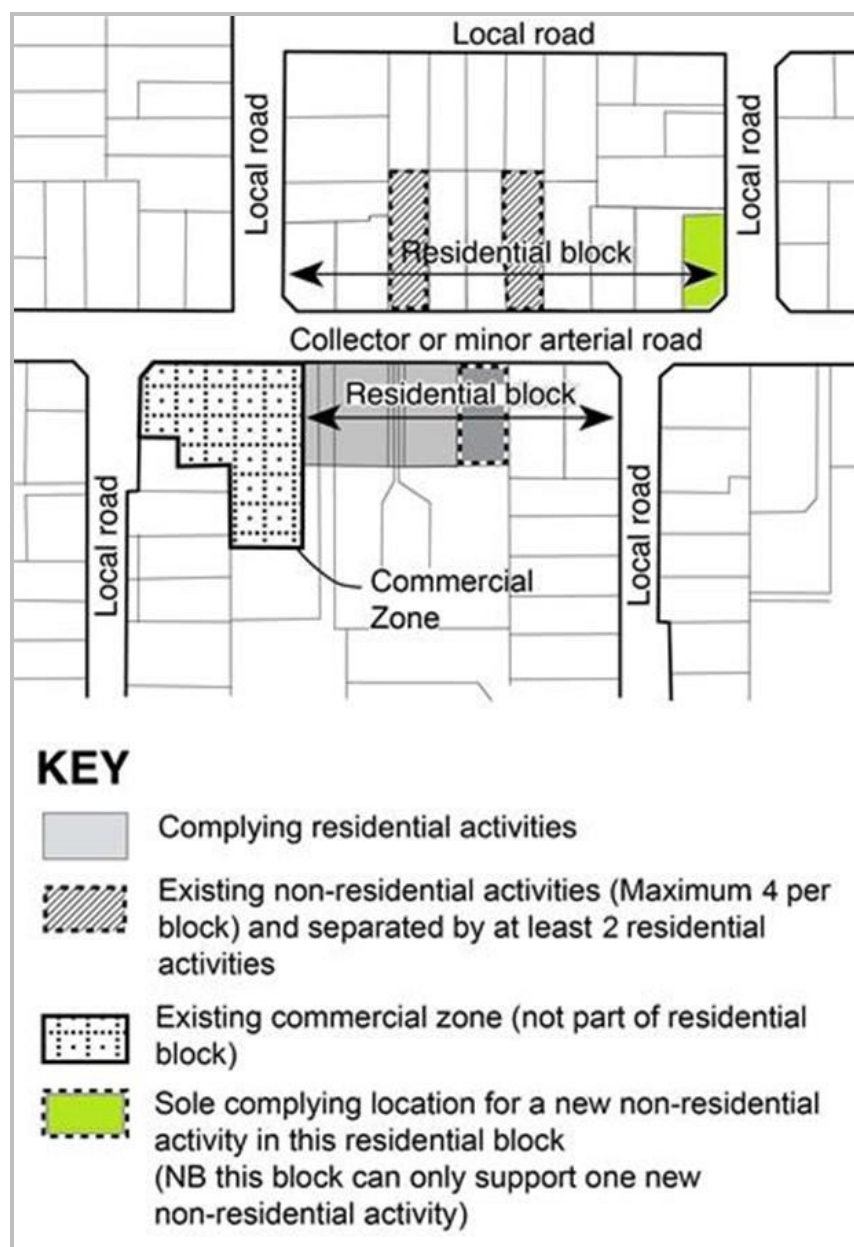 Local road
Local road
Local road
Residential block
Collector or minor arterial road
Residential block
Local road
Local road
Commercial
Zone
KEY
Complying residential activities
Existing non-residential activities (Maximum 4 per
block) and separated by at least 2 residential
activities
Existing commercial zone (not part of residential
block)
Sole complying location for a new non-residential
activity in this residential block
(NB this block can only support one new
non-residential activity)